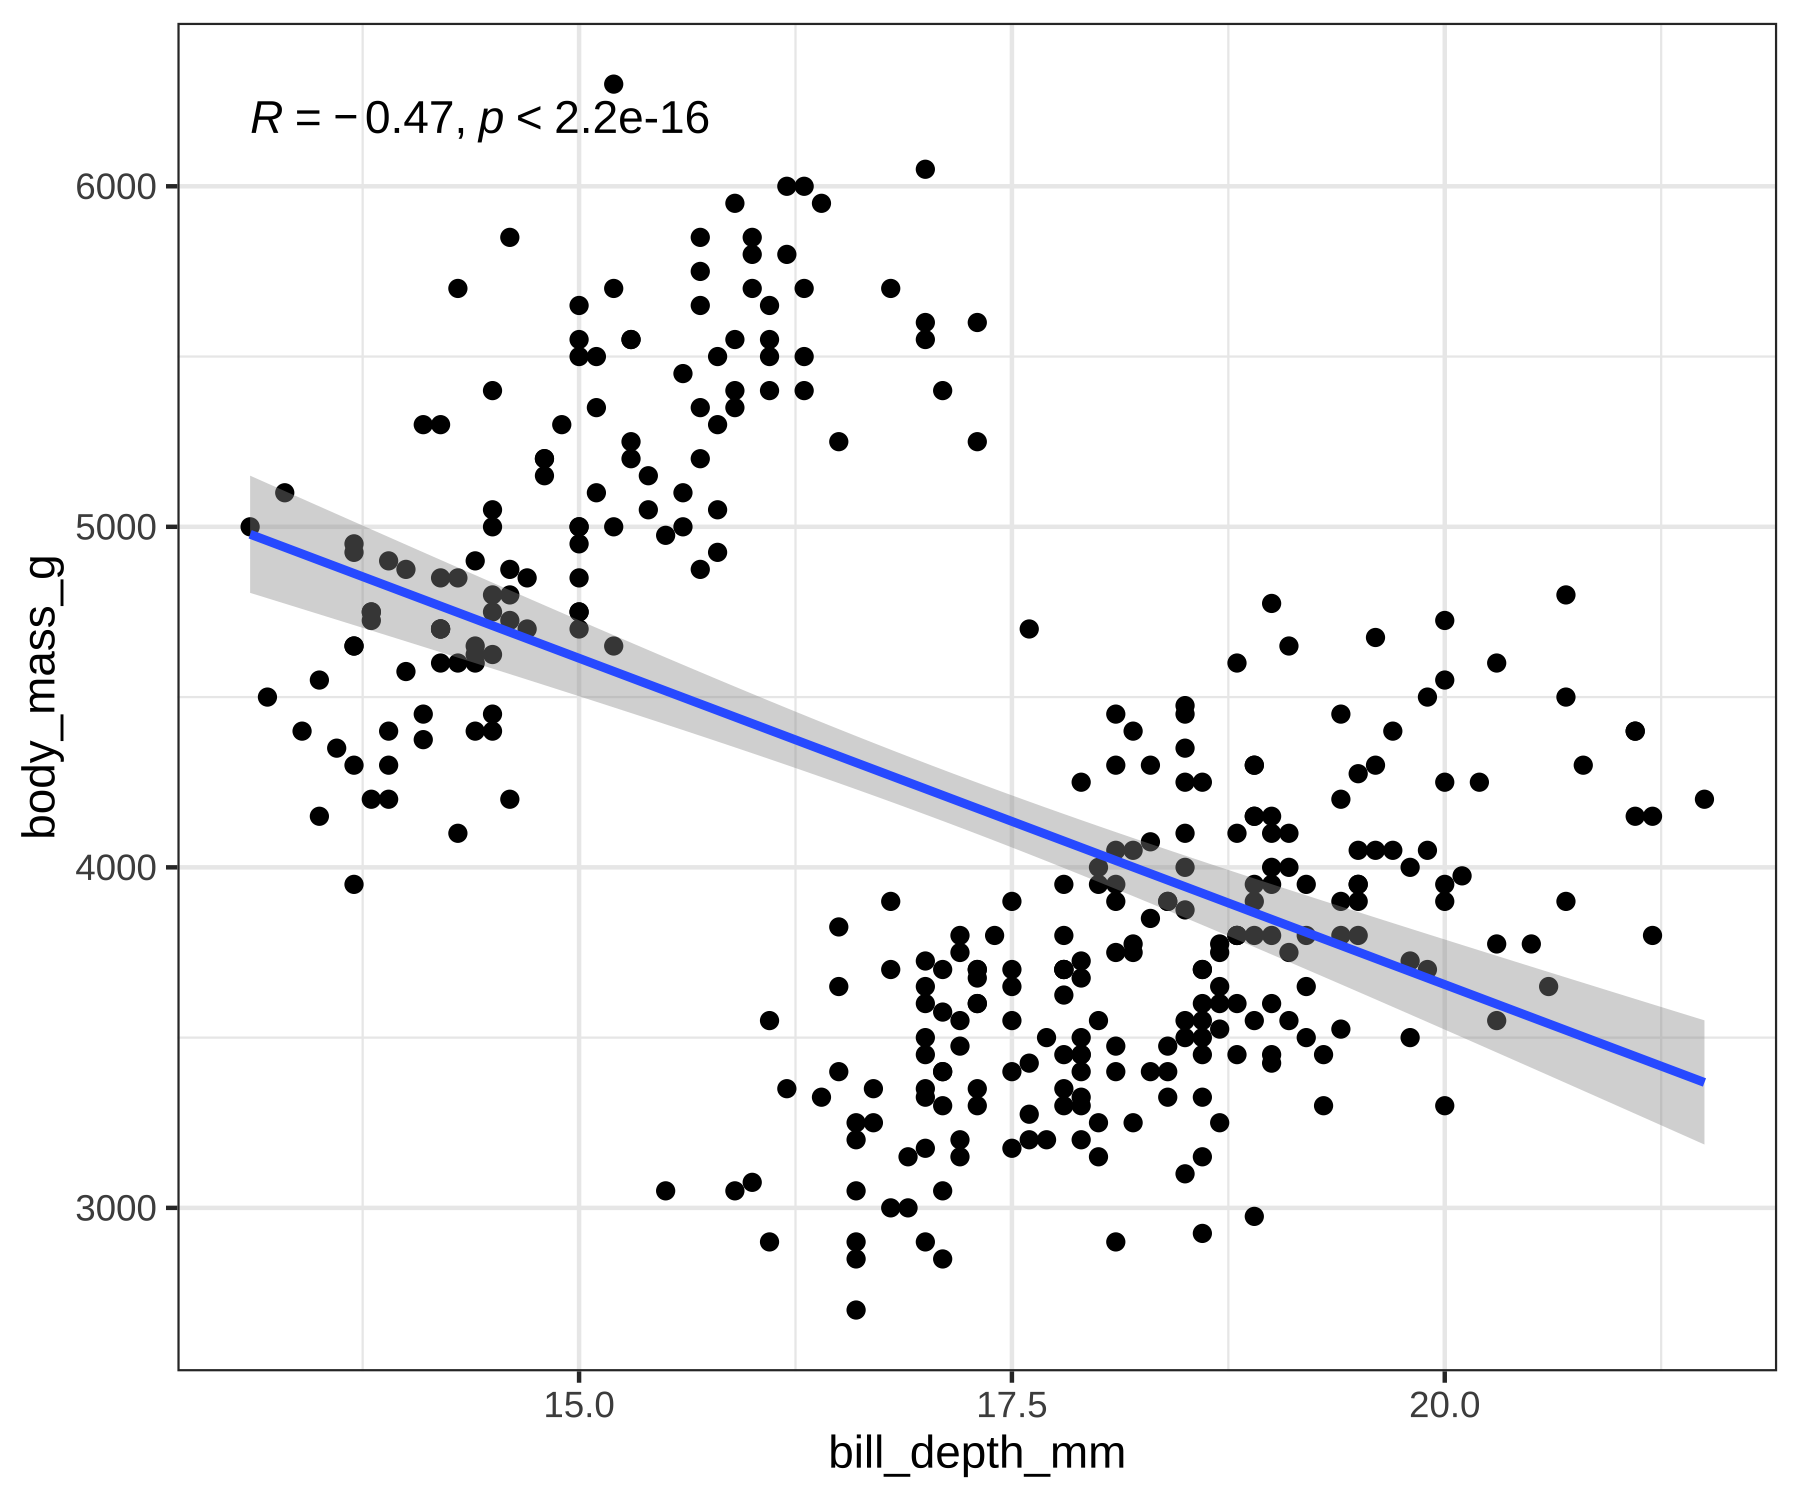 R = −0.47, p < 2.2e-16
6000
5000
4000
3000
body_mass_g
15.0 17.5 20.0
bill_depth_mm